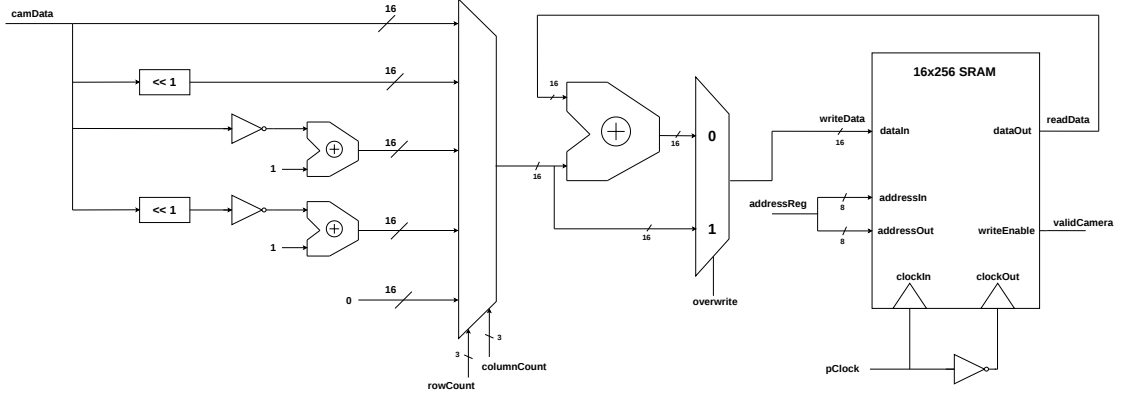 camData
16
16
<< 1
16
1
<< 1
16
1
16
0
3
3
columnCount
rowCount
16
16
16
16
0
1
overwrite
16x256 SRAM
writeData
16
dataIn
dataOut
readData
addressReg
8
8
addressIn
addressOut
writeEnable
validCamera
clockIn
clockOut
pClock